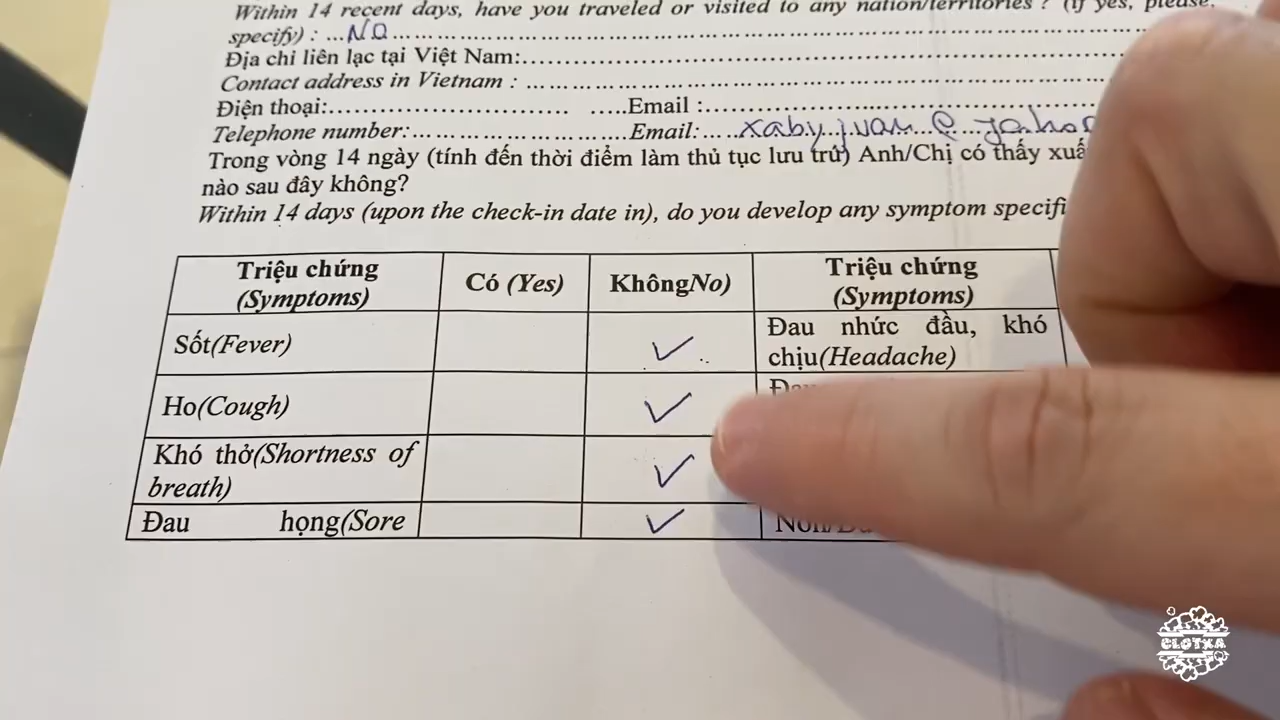 Within 14 recent days, have you traveled or visited to any nation/territories ? (if yes, please,
specify) : ...NO..........
Địa chỉ liên lạc tại Việt Nam:..........
Contact address in Vietnam : ..........
Điện thoại:.......... .....Email :..........
Telephone number:..........Email:.....xabyjvan@
Trong vòng 14 ngày (tính đến thời điểm làm thủ tục lưu trú) Anh/Chị có thấy
nào sau đây không?
Within 14 days (upon the check-in date in), do you develop any symptom
Triệu chứng (Symptoms) Có (Yes) KhôngNo) Triệu chứng (Symptoms)
Sốt(Fever) ✓ Đau nhức đầu, khó
chịu(Headache)
Ho(Cough) ✓
Khó thở(Shortness of
breath) ✓
Đau họng(Sore ✓
CLOTKA